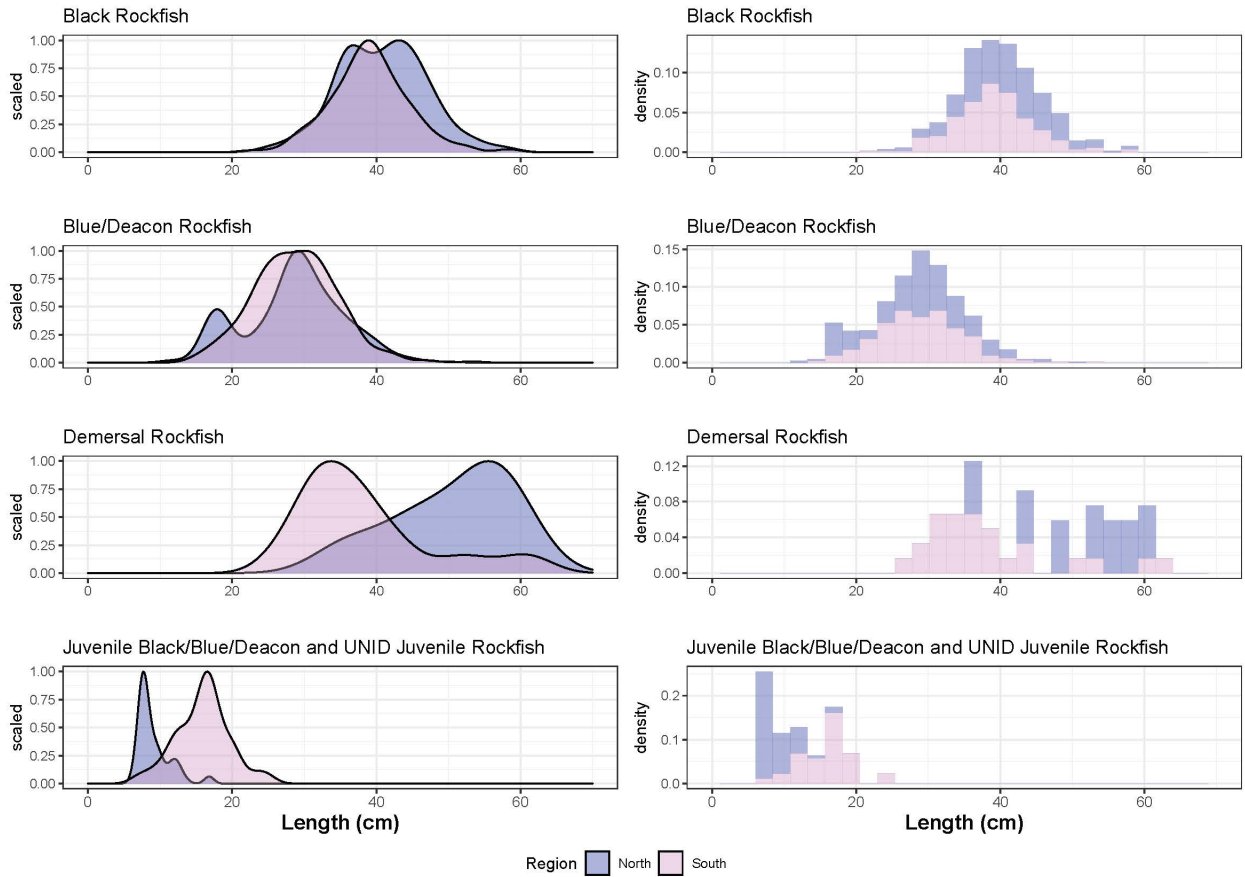 Black Rockfish
scaled
1.00
0.75
0.50
0.25
0.00
0 20 40 60
Black Rockfish
density
0.10
0.05
0.00
0 20 40 60
Blue/Deacon Rockfish
scaled
1.00
0.75
0.50
0.25
0.00
0 20 40 60
Blue/Deacon Rockfish
density
0.15
0.10
0.05
0.00
0 20 40 60
Demersal Rockfish
scaled
1.00
0.75
0.50
0.25
0.00
0 20 40 60
Demersal Rockfish
density
0.12
0.08
0.04
0.00
0 20 40 60
Juvenile Black/Blue/Deacon and UNID Juvenile Rockfish
scaled
1.00
0.75
0.50
0.25
0.00
0 20 40 60
Length (cm)
Juvenile Black/Blue/Deacon and UNID Juvenile Rockfish
density
0.2
0.1
0.0
0 20 40 60
Length (cm)
Region North South